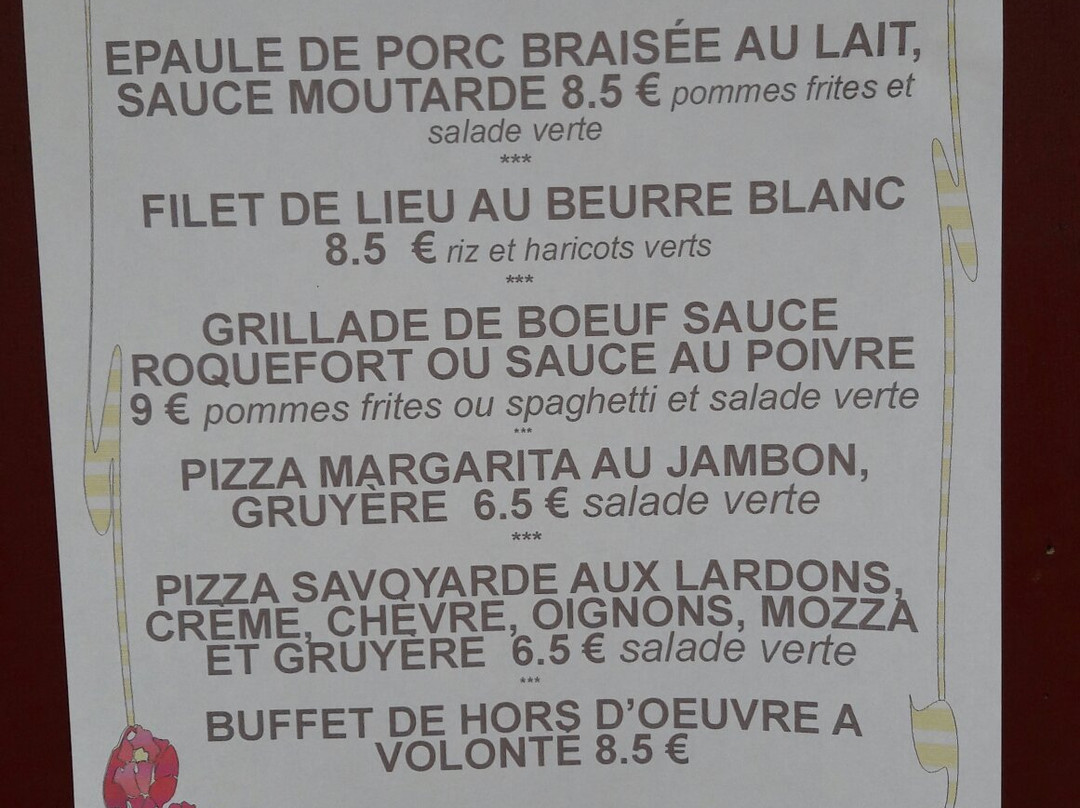 EPAULE DE PORC BRAISÉE AU LAIT,
SAUCE MOUTARDE 8.5 € pommes frites et
salade verte
***
FILET DE LIEU AU BEURRE BLANC
8.5 € riz et haricots verts
***
GRILLADE DE BOEUF SAUCE
ROQUEFORT OU SAUCE AU POIVRE
9 € pommes frites ou spaghetti et salade verte
***
PIZZA MARGARITA AU JAMBON,
GRUYÈRE 6.5 € salade verte
***
PIZZA SAVOYARDE AUX LARDONS,
CRÈME, CHÈVRE, OIGNONS, MOZZA
ET GRUYÈRE 6.5 € salade verte
***
BUFFET DE HORS D'OEUVRE A
VOLONTÉ 8.5 €